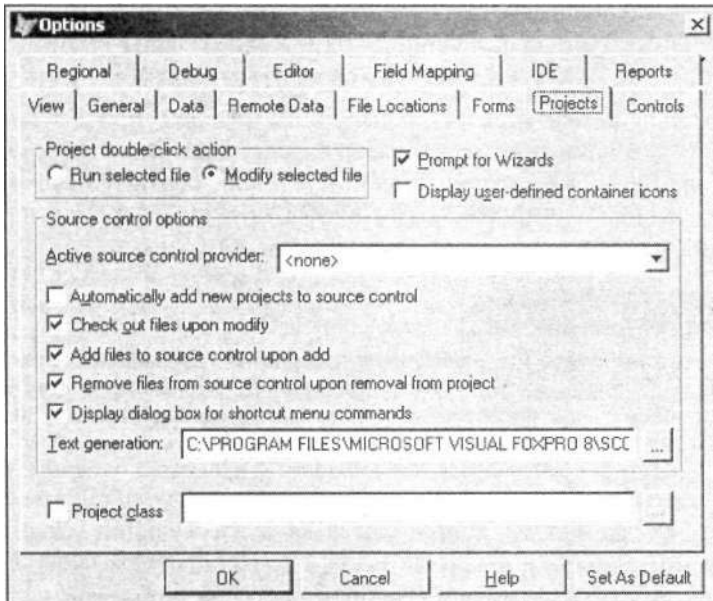 Options
Regional Debug Editor Field Mapping IDE Reports
View General Data Remote Data File Locations Forms Projects Controls
Project double-click action
Run selected file Modify selected file
Prompt for Wizards
Display user-defined container icons
Source control options
Active source control provider: <none>
Automatically add new projects to source control
Check out files upon modify
Add files to source control upon add
Remove files from source control upon removal from project
Display dialog box for shortcut menu commands
Text generation: C:\PROGRAM FILES\MICROSOFT VISUAL FOXPRO 8\SCC ...
Project class
OK Cancel Help Set As Default